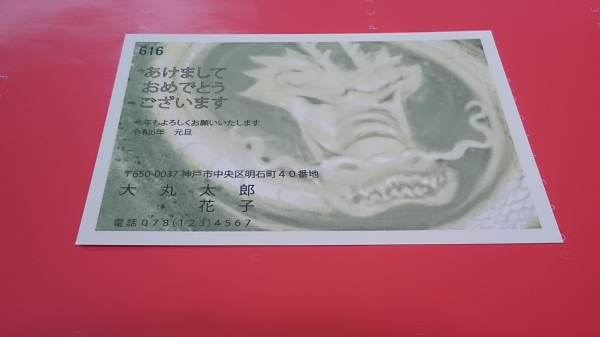 616
あけまして
おめでとう
ございます
今年もよろしくお願いいたします
令和6年 元旦
〒650-0037 神戸市中央区明石町40番地
大丸太郎
花子
電話078(123)4567